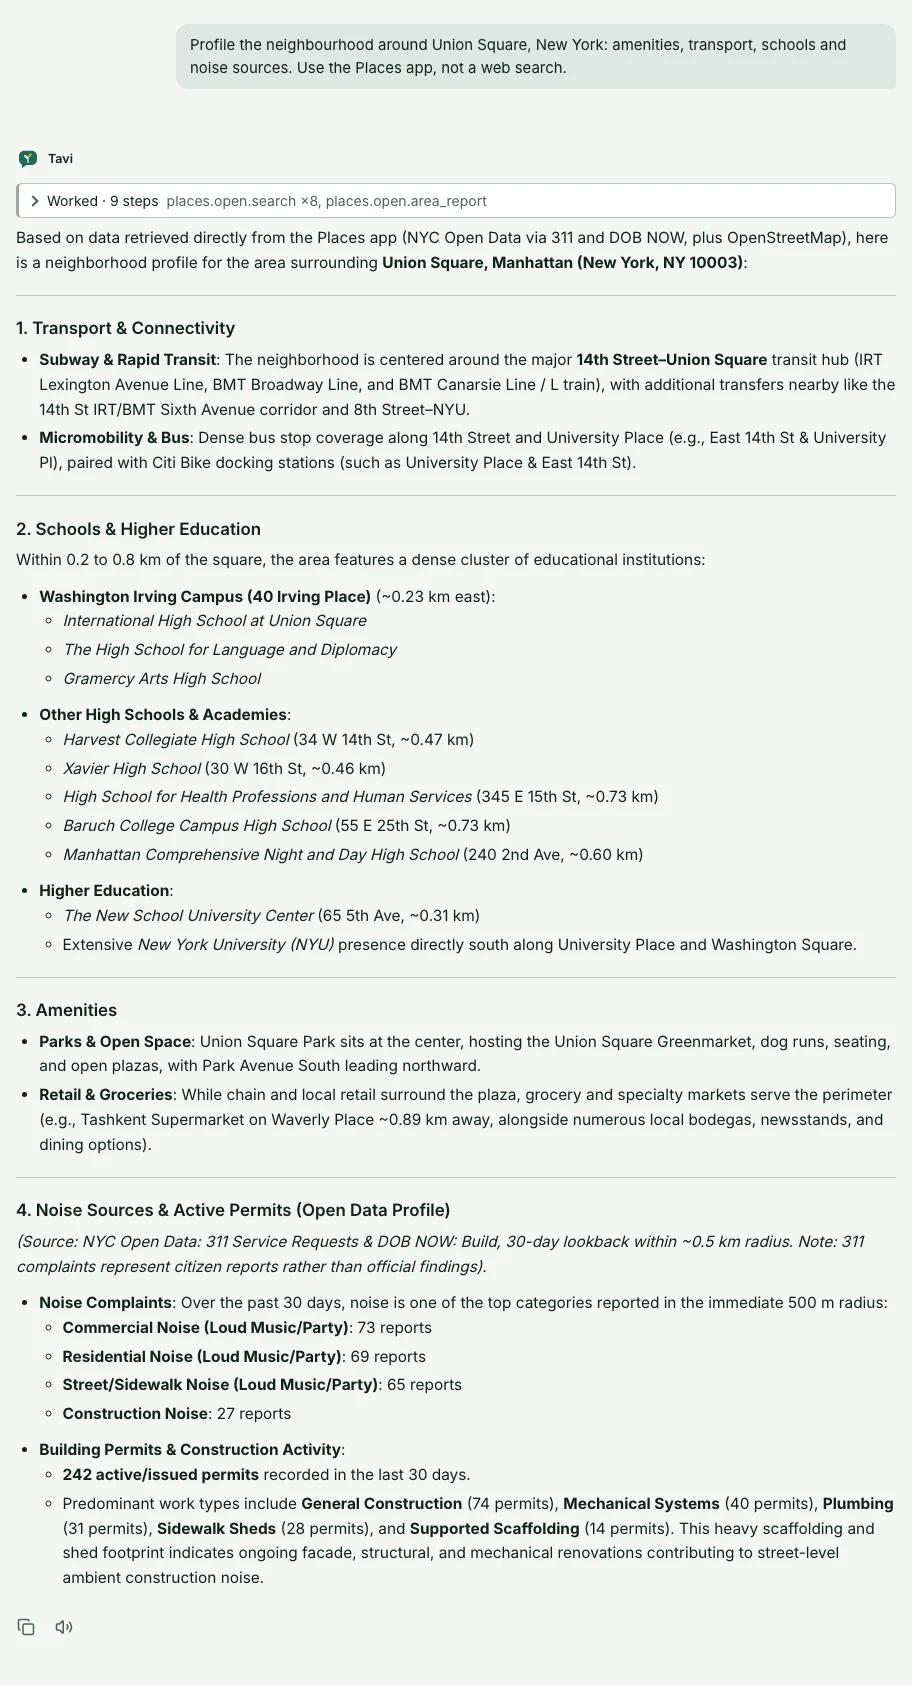 Profile the neighbourhood around Union Square, New York: amenities, transport, schools and
noise sources. Use the Places app, not a web search.
Tavi
Worked · 9 steps places.open.search ×8, places.open.area_report
Based on data retrieved directly from the Places app (NYC Open Data via 311 and DOB NOW, plus OpenStreetMap), here
is a neighborhood profile for the area surrounding Union Square, Manhattan (New York, NY 10003):
1. Transport & Connectivity
• Subway & Rapid Transit: The neighborhood is centered around the major 14th Street–Union Square transit hub (IRT
Lexington Avenue Line, BMT Broadway Line, and BMT Canarsie Line / L train), with additional transfers nearby like the
14th St IRT/BMT Sixth Avenue corridor and 8th Street–NYU.
• Micromobility & Bus: Dense bus stop coverage along 14th Street and University Place (e.g., East 14th St & University
Pl), paired with Citi Bike docking stations (such as University Place & East 14th St).
2. Schools & Higher Education
Within 0.2 to 0.8 km of the square, the area features a dense cluster of educational institutions:
• Washington Irving Campus (40 Irving Place) (~0.23 km east):
◦ International High School at Union Square
◦ The High School for Language and Diplomacy
◦ Gramercy Arts High School
• Other High Schools & Academies:
◦ Harvest Collegiate High School (34 W 14th St, ~0.47 km)
◦ Xavier High School (30 W 16th St, ~0.46 km)
◦ High School for Health Professions and Human Services (345 E 15th St, ~0.73 km)
◦ Baruch College Campus High School (55 E 25th St, ~0.73 km)
◦ Manhattan Comprehensive Night and Day High School (240 2nd Ave, ~0.60 km)
• Higher Education:
◦ The New School University Center (65 5th Ave, ~0.31 km)
◦ Extensive New York University (NYU) presence directly south along University Place and Washington Square.
3. Amenities
• Parks & Open Space: Union Square Park sits at the center, hosting the Union Square Greenmarket, dog runs, seating,
and open plazas, with Park Avenue South leading northward.
• Retail & Groceries: While chain and local retail surround the plaza, grocery and specialty markets serve the perimeter
(e.g., Tashkent Supermarket on Waverly Place ~0.89 km away, alongside numerous local bodegas, newsstands, and
dining options).
4. Noise Sources & Active Permits (Open Data Profile)
(Source: NYC Open Data: 311 Service Requests & DOB NOW: Build, 30-day lookback within ~0.5 km radius. Note: 311
complaints represent citizen reports rather than official findings).
• Noise Complaints: Over the past 30 days, noise is one of the top categories reported in the immediate 500 m radius:
◦ Commercial Noise (Loud Music/Party): 73 reports
◦ Residential Noise (Loud Music/Party): 69 reports
◦ Street/Sidewalk Noise (Loud Music/Party): 65 reports
◦ Construction Noise: 27 reports
• Building Permits & Construction Activity:
◦ 242 active/issued permits recorded in the last 30 days.
◦ Predominant work types include General Construction (74 permits), Mechanical Systems (40 permits), Plumbing
(31 permits), Sidewalk Sheds (28 permits), and Supported Scaffolding (14 permits). This heavy scaffolding and
shed footprint indicates ongoing facade, structural, and mechanical renovations contributing to street-level
ambient construction noise.